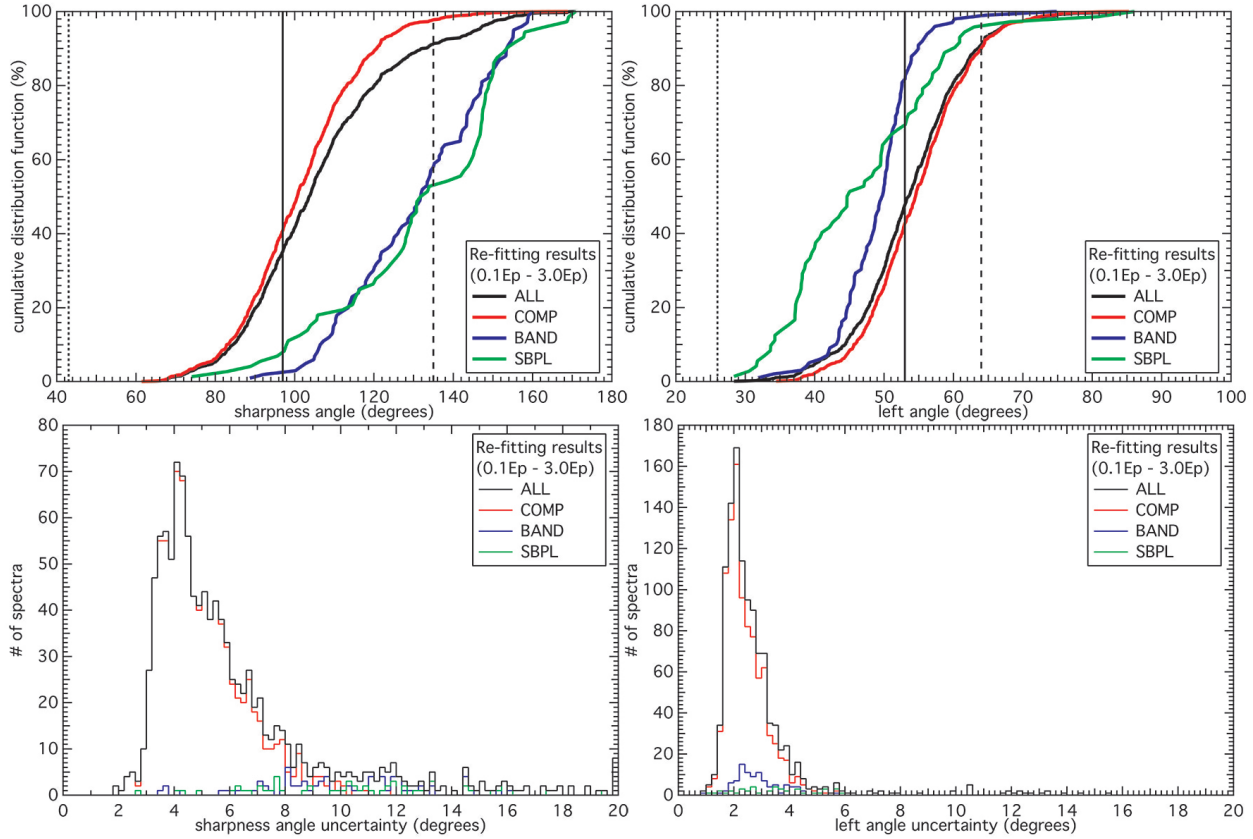 cumulative distribution function (%)
100
80
60
40
20
0
Re-fitting results
(0.1Ep - 3.0Ep)
ALL
COMP
BAND
SBPL
40 60 80 100 120 140 160 180
sharpness angle (degrees)
cumulative distribution function (%)
100
80
60
40
20
0
Re-fitting results
(0.1Ep - 3.0Ep)
ALL
COMP
BAND
SBPL
20 30 40 50 60 70 80 90 100
left angle (degrees)
# of spectra
80
70
60
50
40
30
20
10
0
Re-fitting results
(0.1Ep - 3.0Ep)
ALL
COMP
BAND
SBPL
0 2 4 6 8 10 12 14 16 18 20
sharpness angle uncertainty (degrees)
# of spectra
180
160
140
120
100
80
60
40
20
0
Re-fitting results
(0.1Ep - 3.0Ep)
ALL
COMP
BAND
SBPL
0 2 4 6 8 10 12 14 16 18 20
left angle uncertainty (degrees)